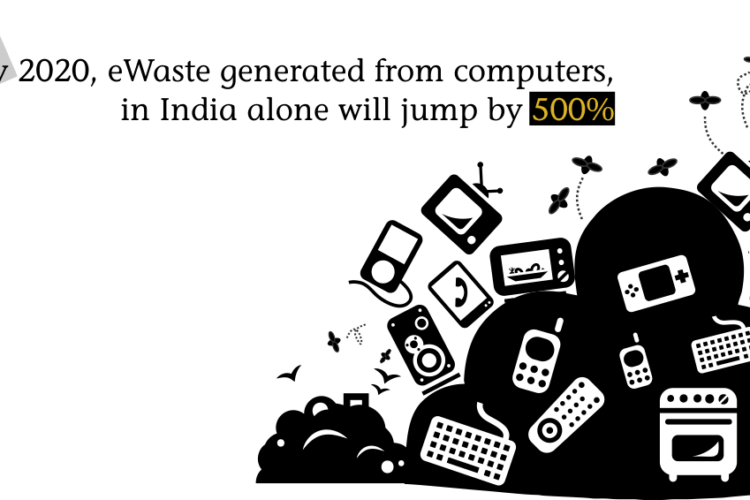 2020, eWaste generated from computers,
in India alone will jump by 500%